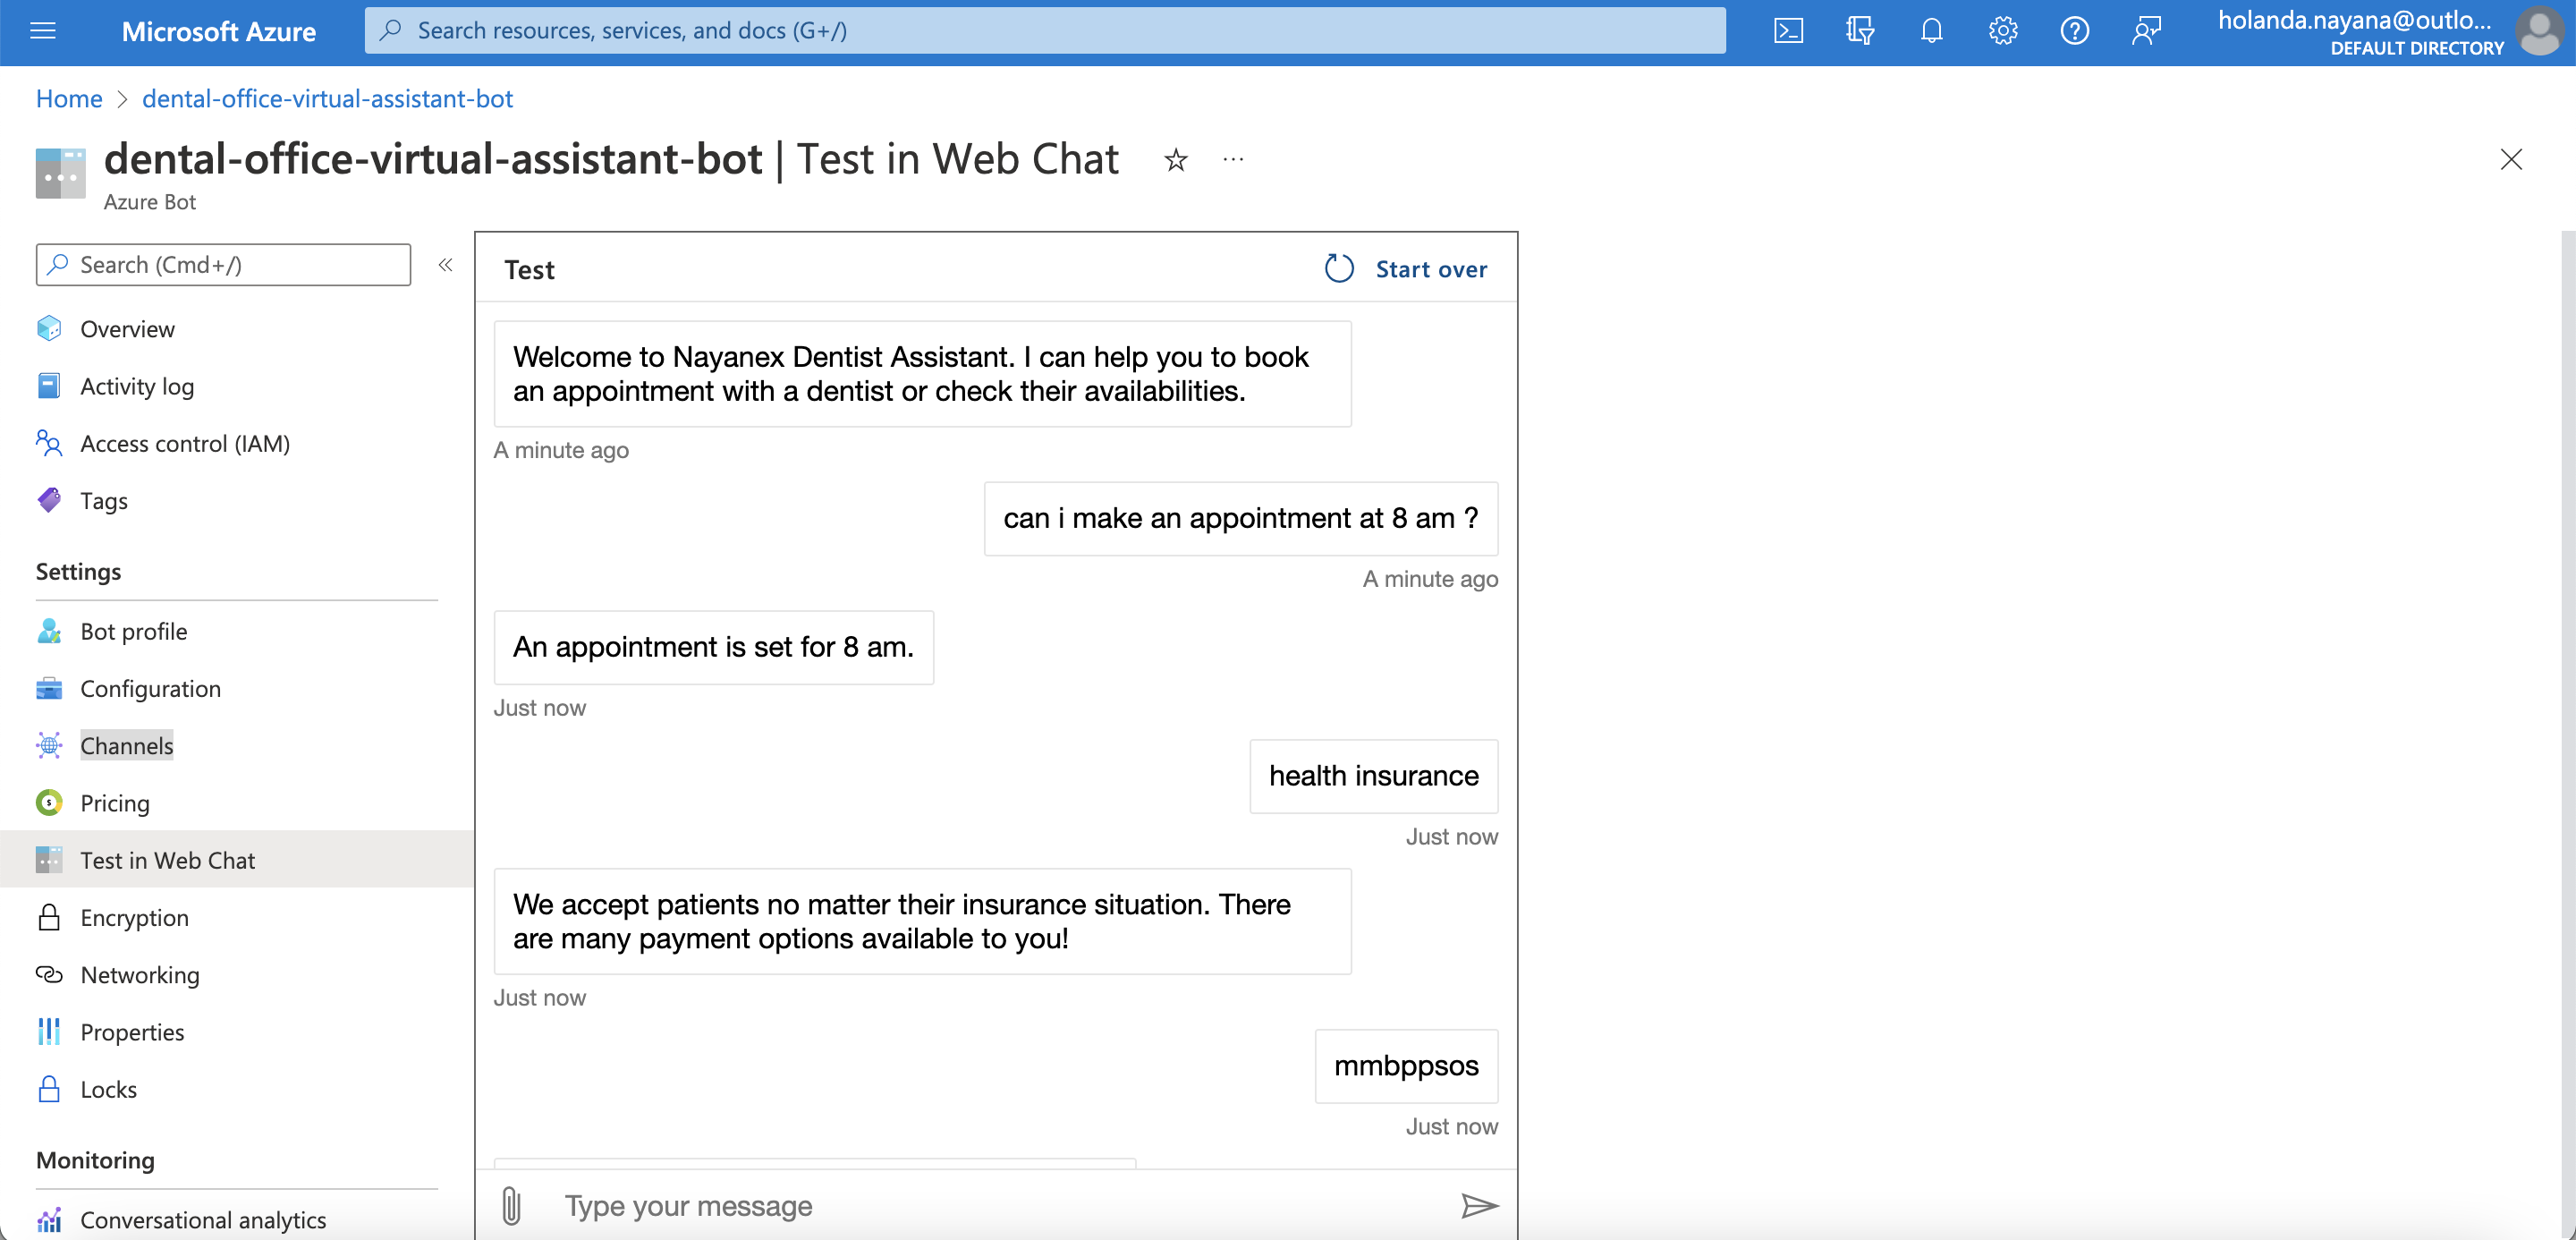 Microsoft Azure
Search resources, services, and docs (G+/)
holanda.nayana@outlo...
DEFAULT DIRECTORY
Home > dental-office-virtual-assistant-bot
dental-office-virtual-assistant-bot | Test in Web Chat
Azure Bot
Search (Cmd+/)
Overview
Activity log
Access control (IAM)
Tags
Settings
Bot profile
Configuration
Channels
Pricing
Test in Web Chat
Encryption
Networking
Properties
Locks
Monitoring
Conversational analytics
Test
Start over
Welcome to Nayanex Dentist Assistant. I can help you to book
an appointment with a dentist or check their availabilities.
A minute ago
can i make an appointment at 8 am ?
A minute ago
An appointment is set for 8 am.
Just now
health insurance
Just now
We accept patients no matter their insurance situation. There
are many payment options available to you!
Just now
mmbppsos
Just now
Type your message